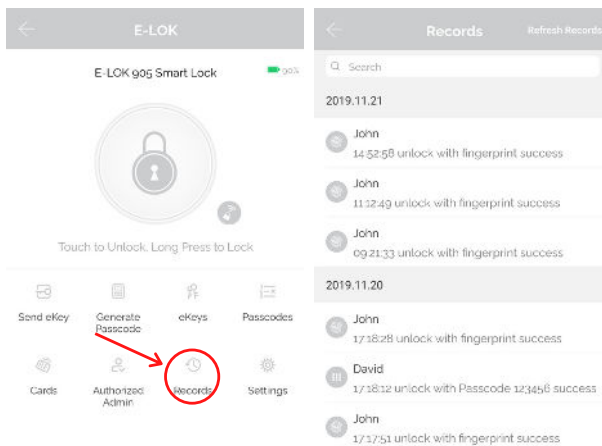 E-LOK
E-LOK 905 Smart Lock
90%
Touch to Unlock, Long Press to Lock
Send eKey
Generate
Passcode
eKeys
Passcodes
Cards
Authorized
Admin
Records
Settings
Records
Refresh Records
Search
2019.11.21
John
14:52:58 unlock with fingerprint success
John
11:12:49 unlock with fingerprint success
John
09:21:33 unlock with fingerprint success
2019.11.20
John
17:18:28 unlock with fingerprint success
David
17:18:12 unlock with Passcode 123456 success
John
17:17:51 unlock with fingerprint success